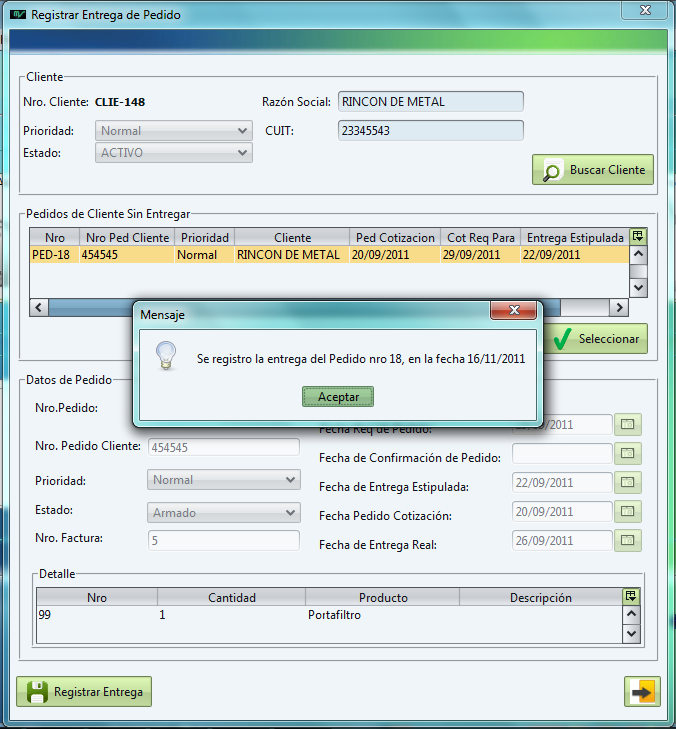 Registrar Entrega de Pedido
Cliente
Nro. Cliente: CLIE-148 Razón Social: RINCON DE METAL
Prioridad: Normal CUIT: 23345543
Estado: ACTIVO
Buscar Cliente
Pedidos de Cliente Sin Entregar
Nro Nro Ped Cliente Prioridad Cliente Ped Cotizacion Cot Req Para Entrega Estipulada
PED-18 454545 Normal RINCON DE METAL 20/09/2011 29/09/2011 22/09/2011
Seleccionar
Mensaje
Se registro la entrega del Pedido nro 18, en la fecha 16/11/2011
Aceptar
Datos de Pedido
Nro.Pedido:
Fecha Req de Pedido: /2011
Nro. Pedido Cliente: 454545
Fecha de Confirmación de Pedido:
Prioridad: Normal
Fecha de Entrega Estipulada: 22/09/2011
Estado: Armado
Fecha Pedido Cotización: 20/09/2011
Nro. Factura: 5
Fecha de Entrega Real: 26/09/2011
Detalle
Nro Cantidad Producto Descripción
99 1 Portafiltro
Registrar Entrega